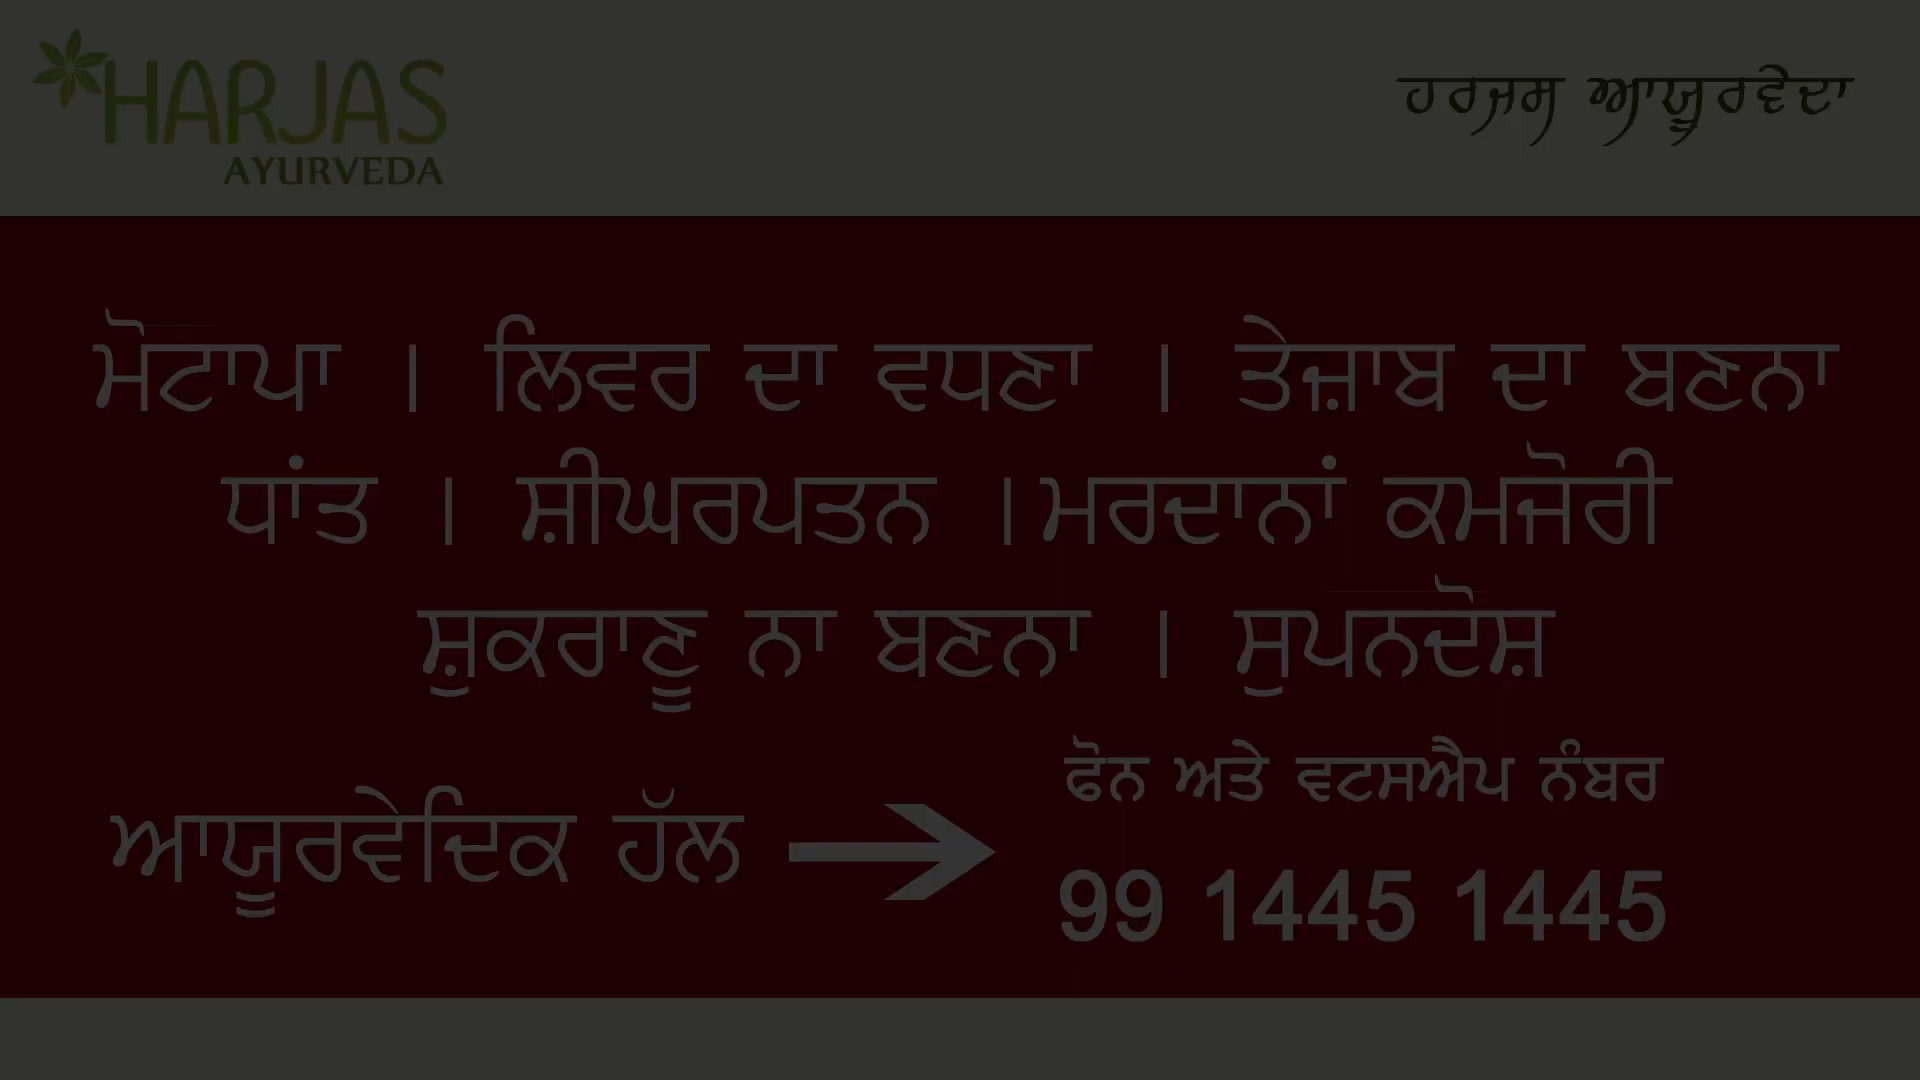 HARJAS
AYURVEDA
ਹਰਜਸ ਆਯੂਰਵੇਦਾ
ਮੋਟਾਪਾ । ਲਿਵਰ ਦਾ ਵਧਣਾ । ਤੇਜ਼ਾਬ ਦਾ ਬਣਨਾ
ਧਾਂਤ । ਸ਼ੀਘਰਪਤਨ । ਮਰਦਾਨਾਂ ਕਮਜੋਰੀ
ਸ਼ੁਕਰਾਣੂ ਨਾ ਬਣਨਾ । ਸੁਪਨਦੋਸ਼
ਆਯੂਰਵੇਦਿਕ ਹੱਲ
ਫੋਨ ਅਤੇ ਵਟਸਐਪ ਨੰਬਰ
99 1445 1445